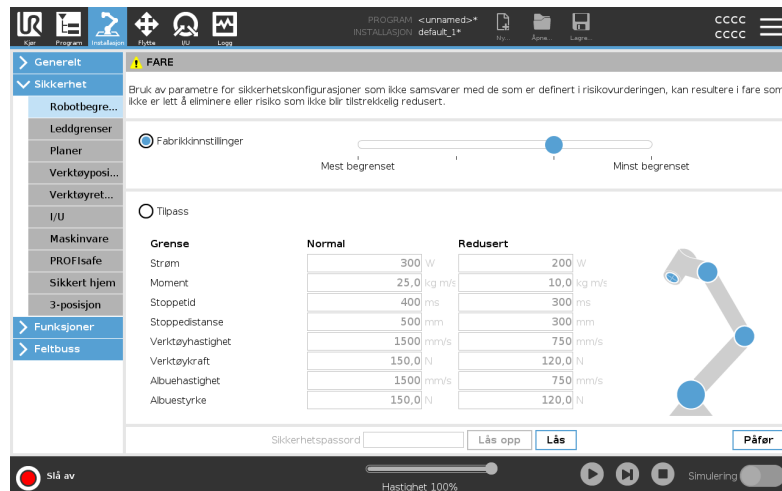 UR
PROGRAM <unnamed>*
INSTALLASJON default_1*
Kjør Program Installasjon Flytte I/U Logg
Ny... Åpne... Lagre...
cccc
cccc
Generelt
Sikkerhet
Robotbegre...
Leddgrenser
Planer
Verktøyposi...
Verktøyret...
I/U
Maskinvare
PROFIsafe
Sikkert hjem
3-posisjon
Funksjoner
Feltbuss
FARE
Bruk av parametre for sikkerhetskonfigurasjoner som ikke samsvarer med de som er definert i risikovurderingen, kan resultere i fare som
ikke er lett å eliminere eller risiko som ikke blir tilstrekkelig redusert.
Fabrikkinnstillinger
Mest begrenset Minst begrenset
Tilpass
Grense Normal Redusert
Strøm 300 W 200 W
Moment 25,0 kg m/s 10,0 kg m/s
Stoppetid 400 ms 300 ms
Stoppedistanse 500 mm 300 mm
Verktøyhastighet 1500 mm/s 750 mm/s
Verktøykraft 150,0 N 120,0 N
Albuehastighet 1500 mm/s 750 mm/s
Albuestyrke 150,0 N 120,0 N
Sikkerhetspassord Lås opp Lås Påfør
Slå av
Hastighet 100%
Simulering